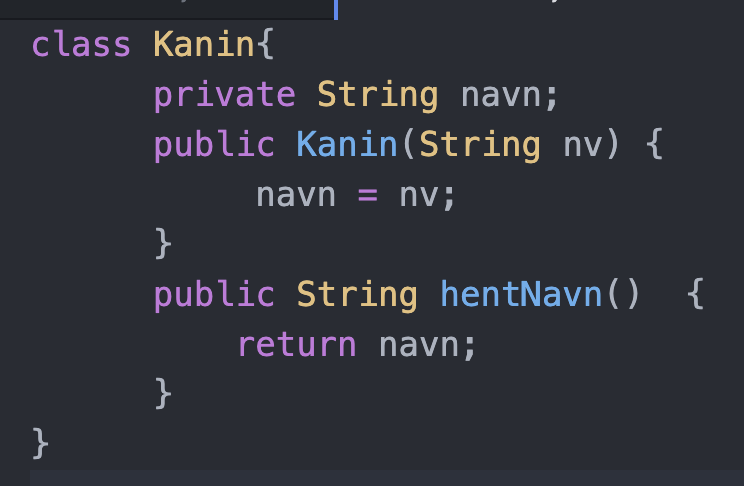 class Kanin{
private String navn;
public Kanin(String nv) {
navn = nv;
}
public String hentNavn()  {
return navn;
}
}